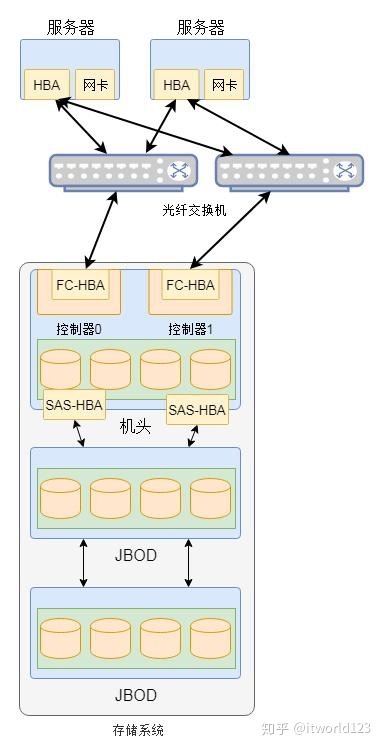 服务器 服务器
HBA 网卡 HBA 网卡
光纤交换机
FC-HBA FC-HBA
控制器0 控制器1
SAS-HBA SAS-HBA
机头
JBOD
JBOD
存储系统
知乎 @itworld123